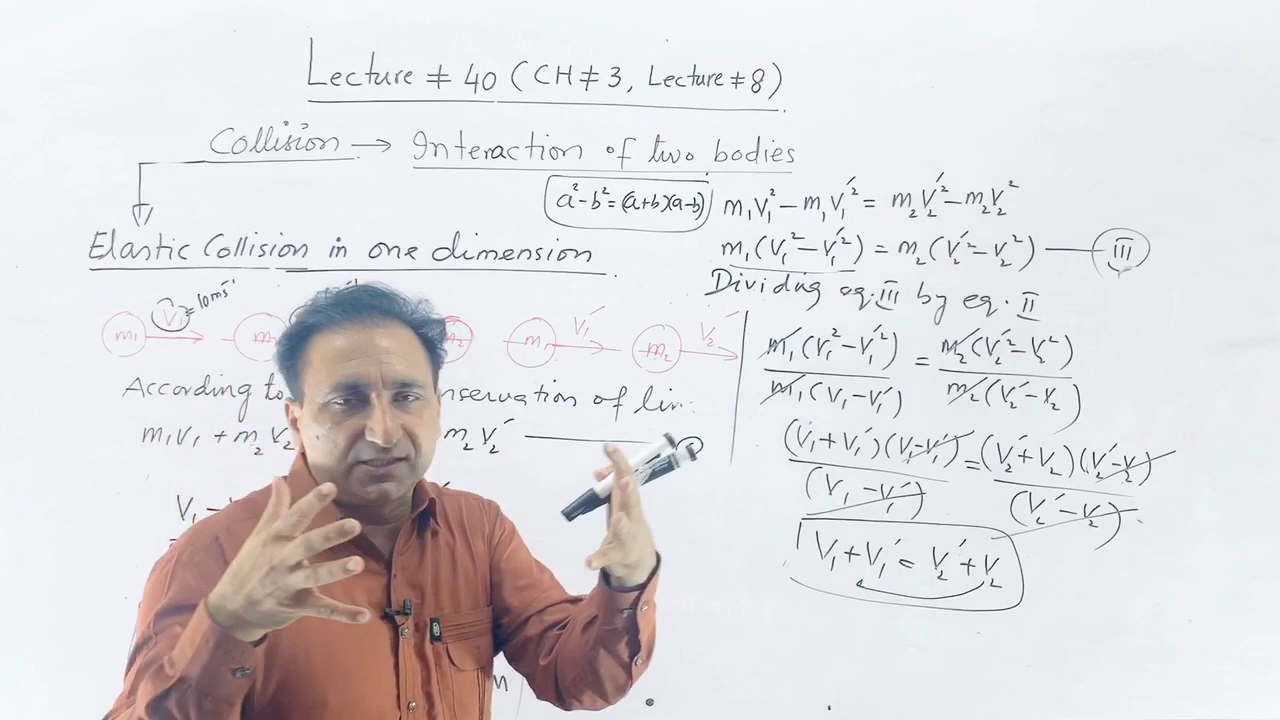 Lecture # 40 (CH # 3, Lecture # 8)
Collision → Interaction of two bodies
Elastic Collision in one dimension
m₁ V₁ = 10ms⁻¹ m₂ m₁ V₁′ m₂ V₂′
According to nservation of lin
m₁V₁ + m₂V₂ m₂V₂′
V₁ -
a² - b² = (a+b)(a-b)
m₁V₁² - m₁V₁′² = m₂V₂′² - m₂V₂²
m₁(V₁² - V₁′²) = m₂(V₂′² - V₂²) — III
Dividing eq. III by eq. II
m₁(V₁² - V₁′²) / m₁(V₁ - V₁′) = m₂(V₂′² - V₂²) / m₂(V₂′ - V₂)
(V₁ + V₁′)(V₁ - V₁′) / (V₁ - V₁′) = (V₂′ + V₂)(V₂′ - V₂) / (V₂′ - V₂)
V₁ + V₁′ = V₂′ + V₂